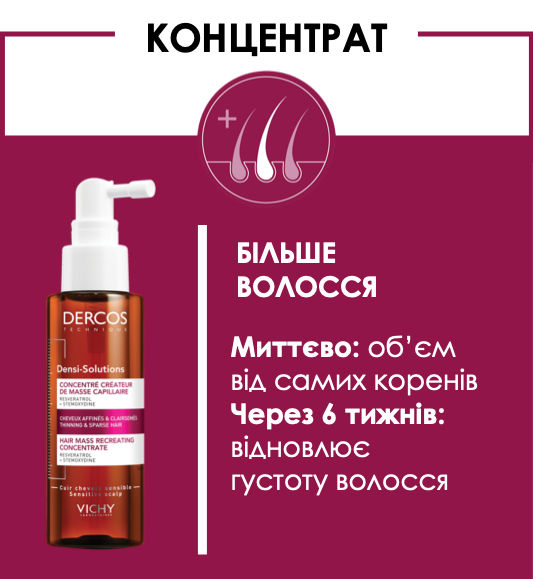 КОНЦЕНТРАТ
БІЛЬШЕ
ВОЛОССЯ
Миттєво: об’єм
від самих коренів
Через 6 тижнів:
відновлює
густоту волосся
DERCOS
TECHNIQUE
Densi-Solutions
CONCENTRÉ CRÉATEUR
DE MASSE CAPILLAIRE
RESVERATROL
+ STEMOXYDINE
CHEVEUX AFFINÉS & CLAIRSEMÉS
THINNING & SPARSE HAIR
HAIR MASS RECREATING
CONCENTRATE
RESVERATROL
+ STEMOXYDINE
Cuir chevelu sensible
Sensitive scalp
VICHY
LABORATOIRES